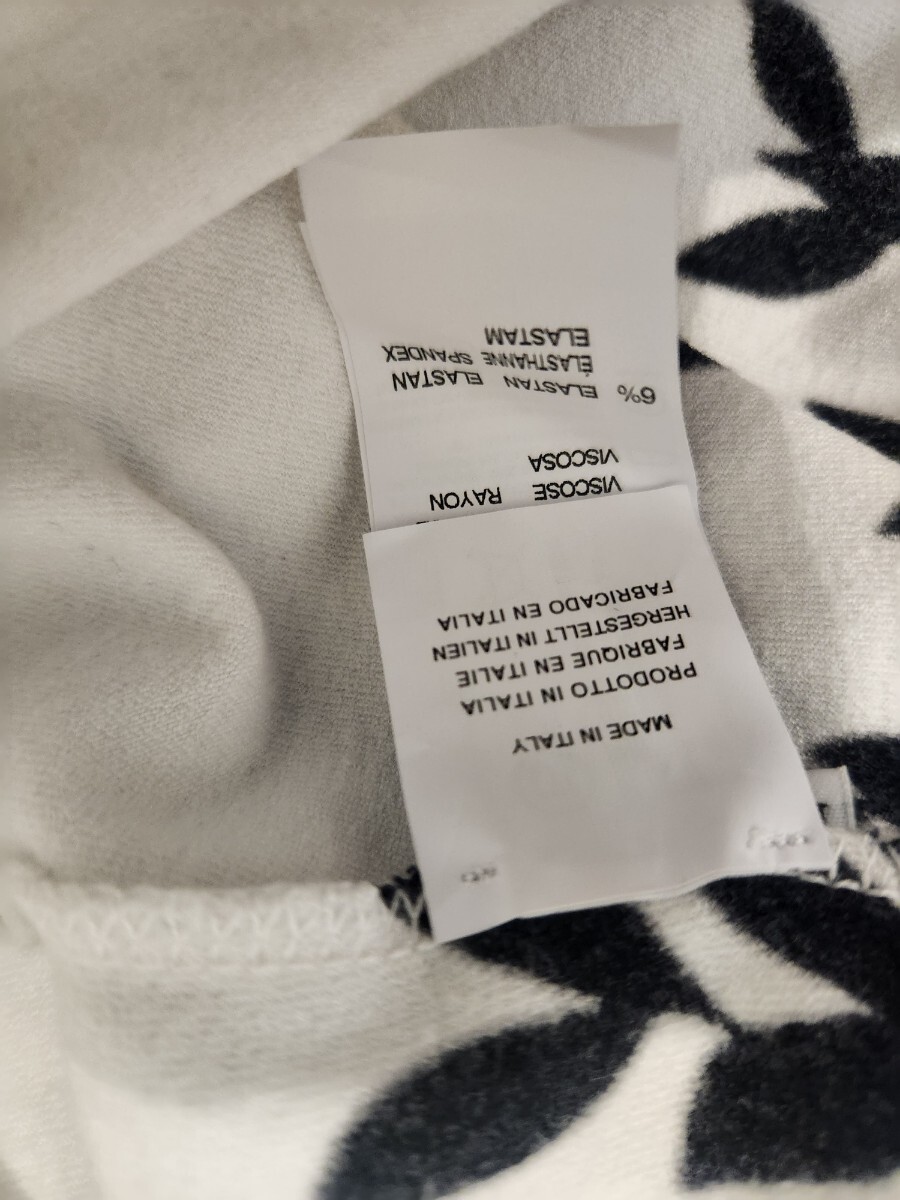 MADE IN ITALY
PRODOTTO IN ITALIA
FABRIQUE EN ITALIE
HERGESTELLT IN ITALIEN
FABRICADO EN ITALIA
VISCOSE RAYON
VISCOSA
6% ELASTAN ELASTAN ELASTAN
ÉLASTHANNE SPANDEX
ELASTAM